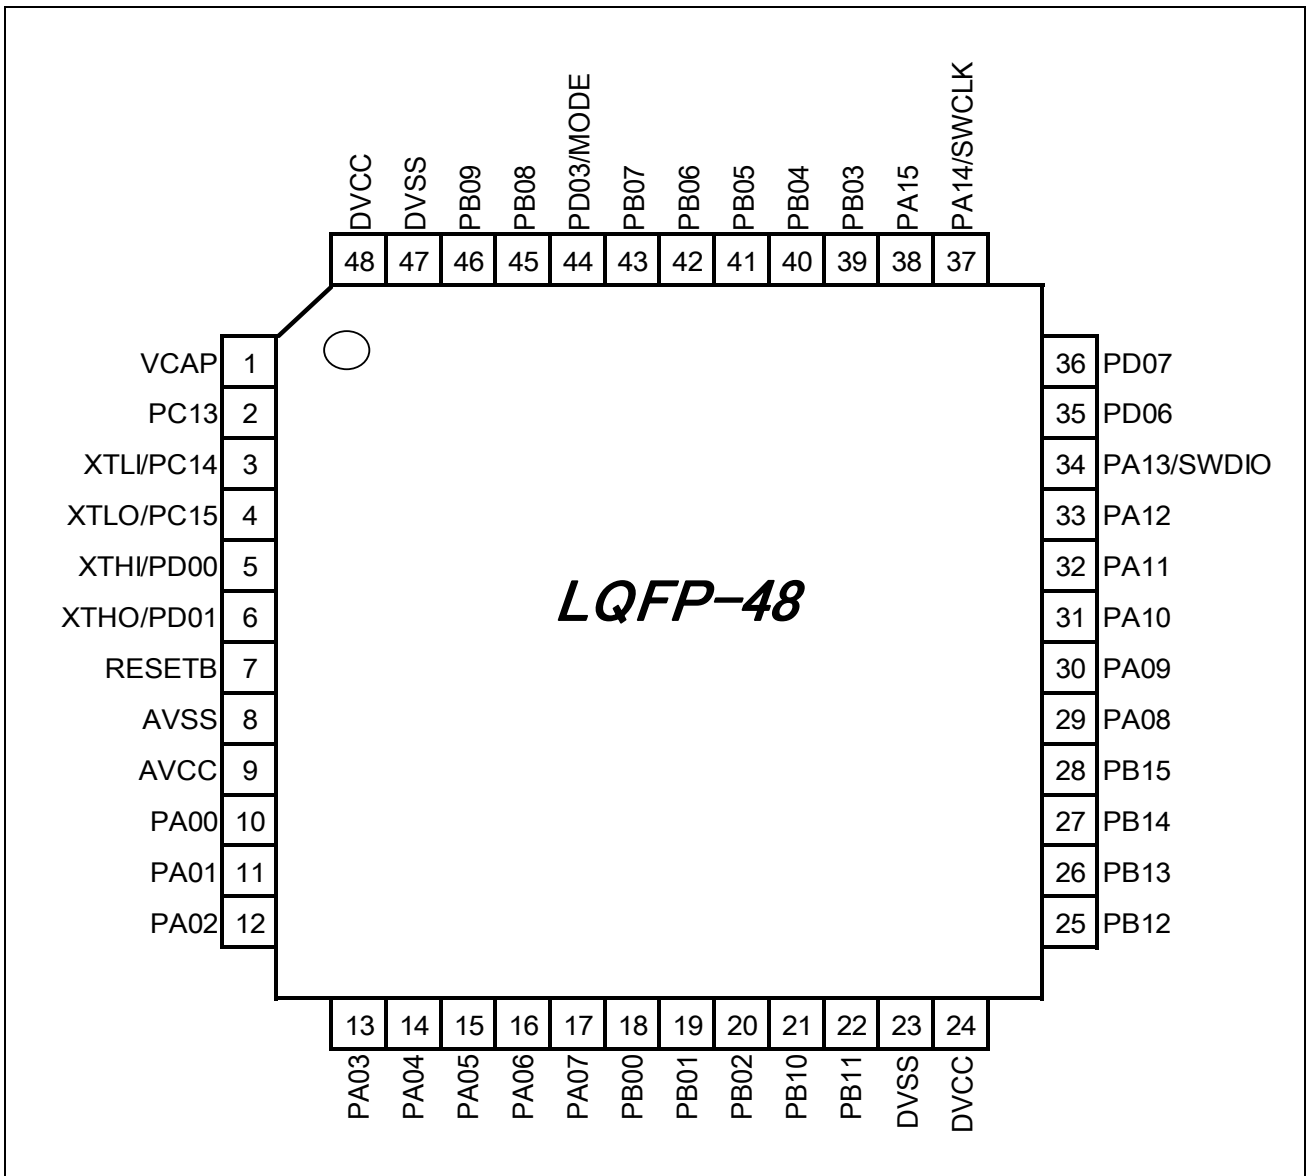 DVCC
DVSS
PB09
PB08
PD03/MODE
PB07
PB06
PB05
PB04
PB03
PA15
PA14/SWCLK
48 47 46 45 44 43 42 41 40 39 38 37
VCAP 1
PC13 2
XTLI/PC14 3
XTLO/PC15 4
XTHI/PD00 5
XTHO/PD01 6
RESETB 7
AVSS 8
AVCC 9
PA00 10
PA01 11
PA02 12
LQFP-48
36 PD07
35 PD06
34 PA13/SWDIO
33 PA12
32 PA11
31 PA10
30 PA09
29 PA08
28 PB15
27 PB14
26 PB13
25 PB12
13 14 15 16 17 18 19 20 21 22 23 24
PA03
PA04
PA05
PA06
PA07
PB00
PB01
PB02
PB10
PB11
DVSS
DVCC